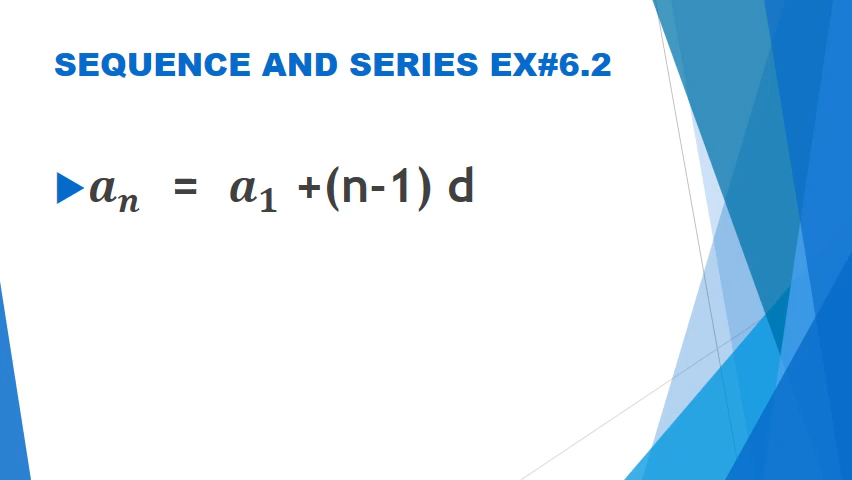 SEQUENCE AND SERIES EX#6.2
aₙ = a₁ +(n-1) d